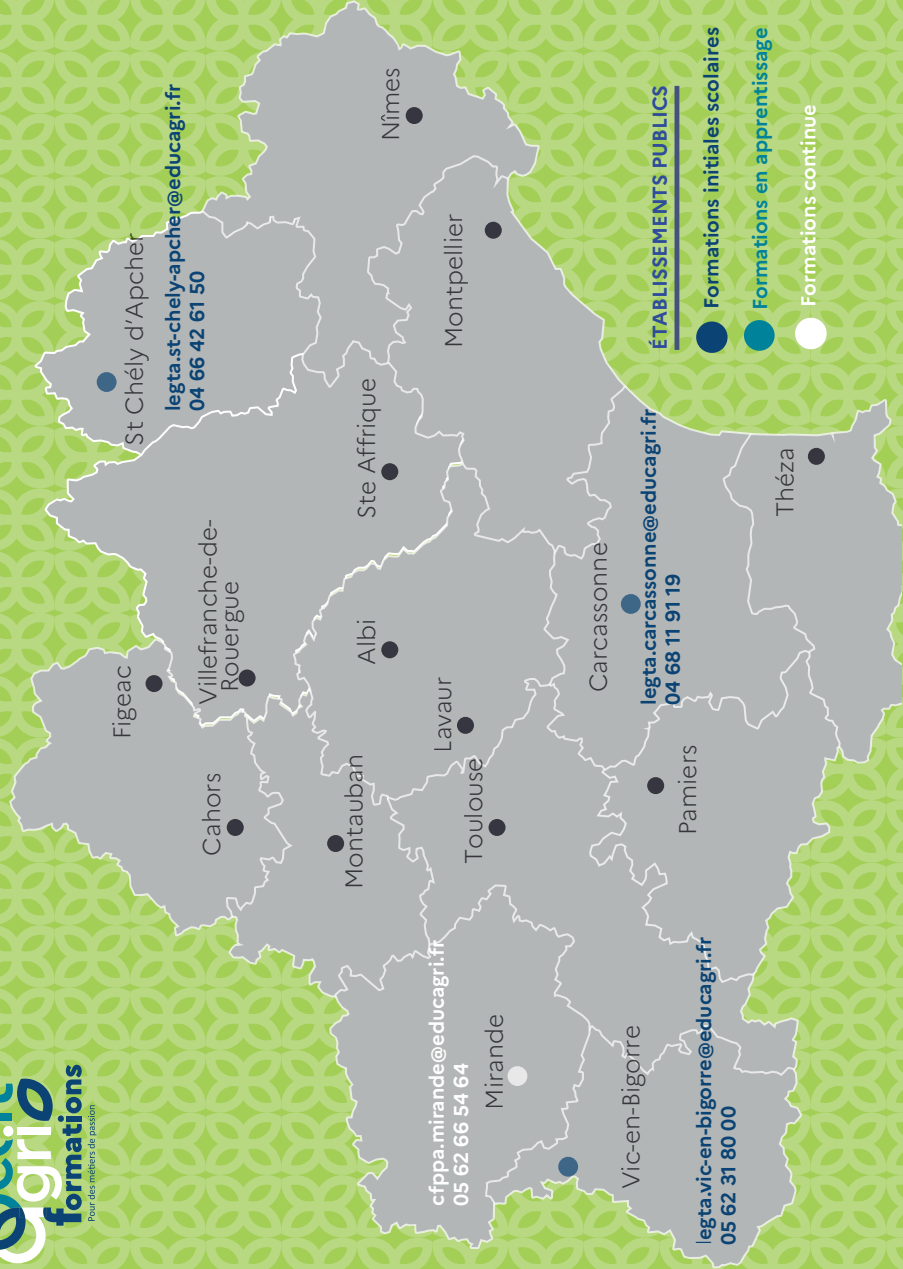 agri
formations
Pour des métiers de passion
Figeac
St Chély d'Apcher
legta.st-chely-apcher@educagri.fr
04 66 42 61 50
Villefranche-de-
Rouergue
Cahors
Montauban
Albi
Ste Affrique
Nîmes
cfppa.mirande@educagri.fr
05 62 66 54 64
Mirande
Lavaur
Toulouse
Montpellier
Carcassonne
legta.carcassonne@educagri.fr
04 68 11 91 19
Vic-en-Bigorre
legta.vic-en-bigorre@educagri.fr
05 62 31 80 00
Pamiers
Théza
ÉTABLISSEMENTS PUBLICS
Formations initiales scolaires
Formations en apprentissage
Formations continue